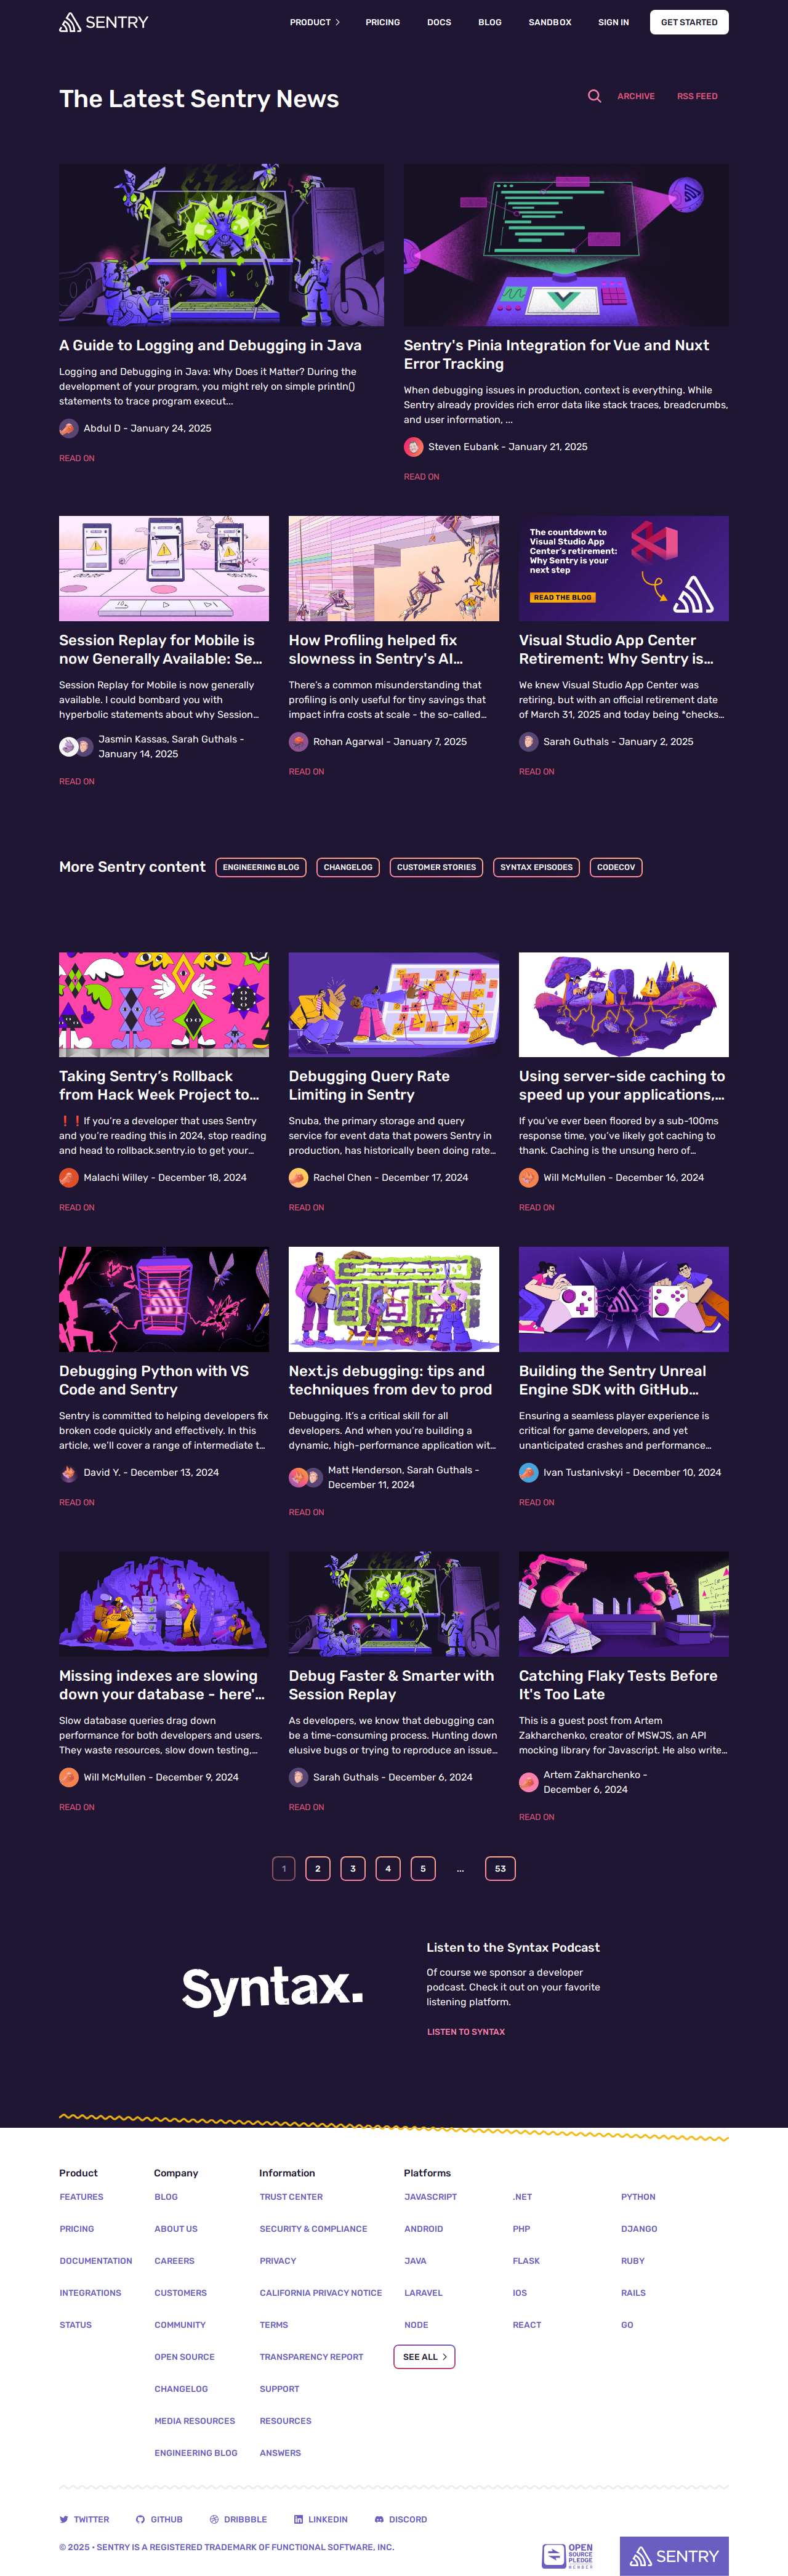 SENTRY
PRODUCT
PRICING
DOCS
BLOG
SANDBOX
SIGN IN
GET STARTED
The Latest Sentry News
ARCHIVE
RSS FEED
A Guide to Logging and Debugging in Java
Logging and Debugging in Java: Why Does it Matter? During the
development of your program, you might rely on simple println()
statements to trace program execut...
Abdul D - January 24, 2025
READ ON
Sentry's Pinia Integration for Vue and Nuxt
Error Tracking
When debugging issues in production, context is everything. While
Sentry already provides rich error data like stack traces, breadcrumbs,
and user information, ...
Steven Eubank - January 21, 2025
READ ON
Session Replay for Mobile is
now Generally Available: Se...
Session Replay for Mobile is now generally
available. I could bombard you with
hyperbolic statements about why Session...
Jasmin Kassas, Sarah Guthals -
January 14, 2025
READ ON
How Profiling helped fix
slowness in Sentry's AI...
There's a common misunderstanding that
profiling is only useful for tiny savings that
impact infra costs at scale - the so-called...
Rohan Agarwal - January 7, 2025
READ ON
The countdown to
Visual Studio App
Center's retirement:
Why Sentry is your
next step
READ THE BLOG
Visual Studio App Center
Retirement: Why Sentry is...
We knew Visual Studio App Center was
retiring, but with an official retirement date
of March 31, 2025 and today being *checks...
Sarah Guthals - January 2, 2025
READ ON
More Sentry content
ENGINEERING BLOG
CHANGELOG
CUSTOMER STORIES
SYNTAX EPISODES
CODECOV
Taking Sentry’s Rollback
from Hack Week Project to...
❗❗If you’re a developer that uses Sentry
and you’re reading this in 2024, stop reading
and head to rollback.sentry.io to get your...
Malachi Willey - December 18, 2024
READ ON
Debugging Query Rate
Limiting in Sentry
Snuba, the primary storage and query
service for event data that powers Sentry in
production, has historically been doing rate...
Rachel Chen - December 17, 2024
READ ON
Using server-side caching to
speed up your applications,...
If you’ve ever been floored by a sub-100ms
response time, you’ve likely got caching to
thank. Caching is the unsung hero of...
Will McMullen - December 16, 2024
READ ON
Debugging Python with VS
Code and Sentry
Sentry is committed to helping developers fix
broken code quickly and effectively. In this
article, we’ll cover a range of intermediate t...
David Y. - December 13, 2024
READ ON
Next.js debugging: tips and
techniques from dev to prod
Debugging. It’s a critical skill for all
developers. And when you’re building a
dynamic, high-performance application wit...
Matt Henderson, Sarah Guthals -
December 11, 2024
READ ON
Building the Sentry Unreal
Engine SDK with GitHub...
Ensuring a seamless player experience is
critical for game developers, and yet
unanticipated crashes and performance...
Ivan Tustanivskyi - December 10, 2024
READ ON
Missing indexes are slowing
down your database - here'...
Slow database queries drag down
performance for both developers and users.
They waste resources, slow down testing,...
Will McMullen - December 9, 2024
READ ON
Debug Faster & Smarter with
Session Replay
As developers, we know that debugging can
be a time-consuming process. Hunting down
elusive bugs or trying to reproduce an issue...
Sarah Guthals - December 6, 2024
READ ON
Catching Flaky Tests Before
It's Too Late
This is a guest post from Artem
Zakharchenko, creator of MSWJS, an API
mocking library for Javascript. He also write...
Artem Zakharchenko -
December 6, 2024
READ ON
1
2
3
4
5
...
53
Syntax.
Listen to the Syntax Podcast
Of course we sponsor a developer
podcast. Check it out on your favorite
listening platform.
LISTEN TO SYNTAX
Product
FEATURES
PRICING
DOCUMENTATION
INTEGRATIONS
STATUS
Company
BLOG
ABOUT US
CAREERS
CUSTOMERS
COMMUNITY
OPEN SOURCE
CHANGELOG
MEDIA RESOURCES
ENGINEERING BLOG
Information
TRUST CENTER
SECURITY & COMPLIANCE
PRIVACY
CALIFORNIA PRIVACY NOTICE
TERMS
TRANSPARENCY REPORT
SUPPORT
RESOURCES
ANSWERS
Platforms
JAVASCRIPT
ANDROID
JAVA
LARAVEL
NODE
SEE ALL
.NET
PHP
FLASK
IOS
REACT
PYTHON
DJANGO
RUBY
RAILS
GO
TWITTER
GITHUB
DRIBBBLE
LINKEDIN
DISCORD
© 2025 • SENTRY IS A REGISTERED TRADEMARK OF FUNCTIONAL SOFTWARE, INC.
OPEN
SOURCE
PLEDGE
MEMBER
SENTRY